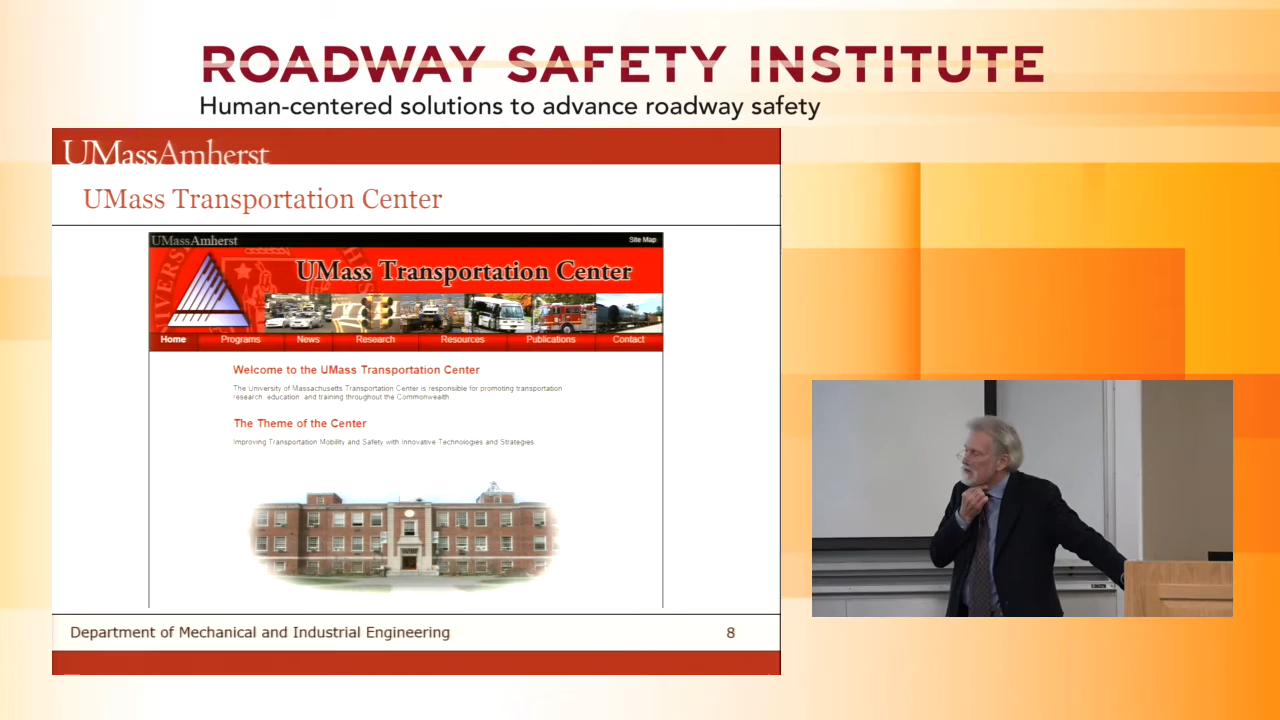 ROADWAY SAFETY INSTITUTE
Human-centered solutions to advance roadway safety
UMassAmherst
UMass Transportation Center
UMassAmherst
Site Map
UMass Transportation Center
Home Programs News Research Resources Publications Contact
Welcome to the UMass Transportation Center
The University of Massachusetts Transportation Center is responsible for promoting transportation
research education and training throughout the Commonwealth
The Theme of the Center
Improving Transportation Mobility and Safety with Innovative Technologies and Strategies
Department of Mechanical and Industrial Engineering
8